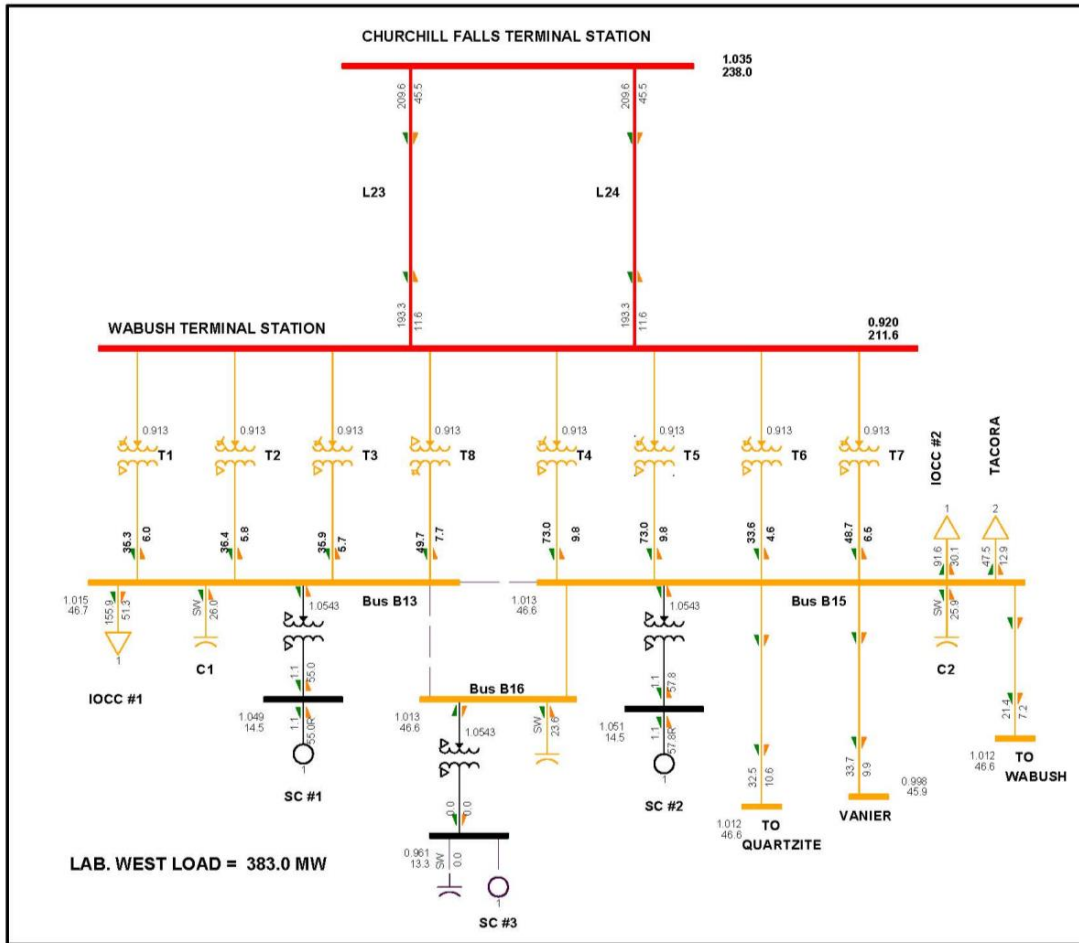 CHURCHILL FALLS TERMINAL STATION
1.035
238.0
209.6
45.5
209.6
45.5
L23
L24
193.3
11.6
193.3
11.6
WABUSH TERMINAL STATION
0.920
211.6
0.913
0.913
0.913
0.913
0.913
0.913
0.913
0.913
T1
T2
T3
T8
T4
T5
T6
T7
IOCC #2
TACORA
35.3
6.0
36.4
5.8
35.9
5.7
49.7
7.7
73.0
9.8
73.0
9.8
33.6
4.6
48.7
6.5
1
91.6
30.1
2
47.5
12.9
1.015
46.7
Bus B13
1.013
46.6
Bus B15
155.9
51.3
1
IOCC #1
SW
26.0
C1
1.0543
1.1
55.0
1.049
14.5
1.1
55.0R
1
SC #1
Bus B16
1.013
46.6
1.0543
SW
23.6
0.0
0.0
0.961
13.3
SW
0.0
1
SC #3
1.0543
1.1
57.8
1.051
14.5
1.1
57.8R
1
SC #2
32.5
10.6
1.012
46.6
TO
QUARTZITE
33.7
9.9
0.998
45.9
VANIER
SW
25.9
C2
21.4
7.2
1.012
46.6
TO
WABUSH
LAB. WEST LOAD = 383.0 MW